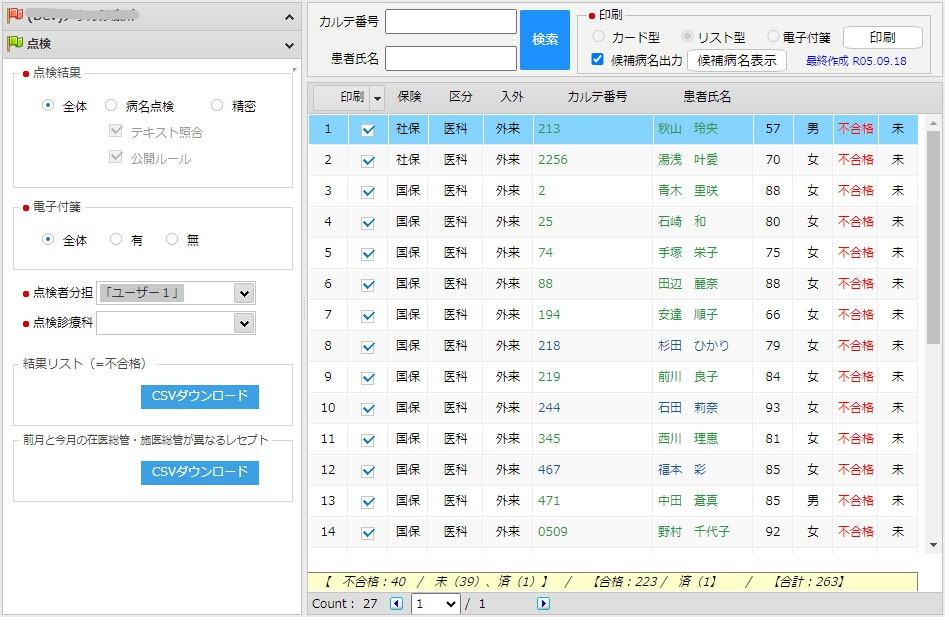 点検
点検結果
全体 病名点検 精密
テキスト照合
公開ルール
電子付箋
全体 有 無
点検者分担 「ユーザー１」
点検診療科
結果リスト（=不合格）
CSVダウンロード
前月と今月の在医総管・施医総管が異なるレセプト
CSVダウンロード
カルテ番号
患者氏名
検索
印刷
カード型 リスト型 電子付箋 印刷
候補病名出力 候補病名表示 最終作成 R05.09.18
印刷 保険 区分 入外 カルテ番号 患者氏名
1 社保 医科 外来 213 秋山 玲央 57 男 不合格 未
2 社保 医科 外来 2256 湯浅 叶愛 70 女 不合格 未
3 国保 医科 外来 2 青木 里咲 88 女 不合格 未
4 国保 医科 外来 25 石崎 和 80 女 不合格 未
5 国保 医科 外来 74 手塚 栄子 75 女 不合格 未
6 国保 医科 外来 88 田辺 麗奈 88 女 不合格 未
7 国保 医科 外来 194 安達 順子 66 女 不合格 未
8 国保 医科 外来 218 杉田 ひかり 79 女 不合格 未
9 国保 医科 外来 219 前川 良子 84 女 不合格 未
10 国保 医科 外来 244 石田 莉奈 93 女 不合格 未
11 国保 医科 外来 345 西川 理恵 81 女 不合格 未
12 国保 医科 外来 467 福本 彩 85 女 不合格 未
13 国保 医科 外来 471 中田 蒼真 85 男 不合格 未
14 国保 医科 外来 0509 野村 千代子 92 女 不合格 未
【 不合格：40 / 未（39）、済（1）】 / 【合格：223 / 済（1】 / 【合計：263】
Count： 27 1 / 1